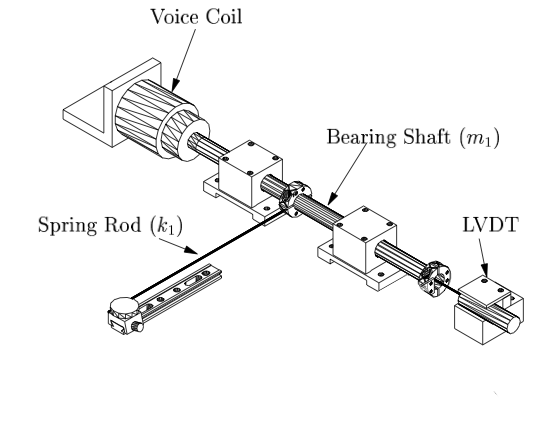 Voice Coil
Bearing Shaft (m₁)
Spring Rod (k₁)
LVDT